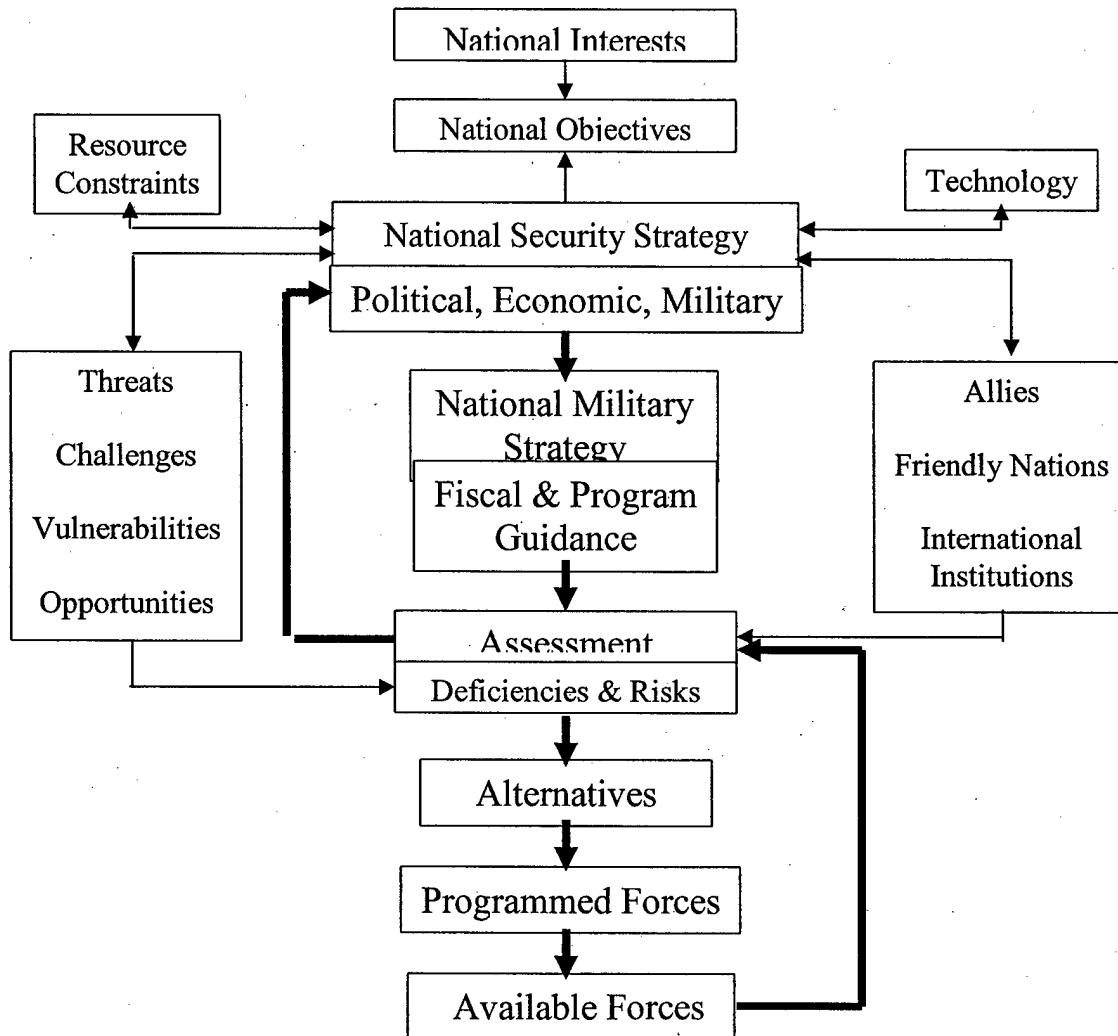 National Interests
National Objectives
Resource
Constraints
Technology
National Security Strategy
Political, Economic, Military
Threats
Challenges
Vulnerabilities
Opportunities
National Military
Strategy
Fiscal & Program
Guidance
Allies
Friendly Nations
International
Institutions
Assessment
Deficiencies & Risks
Alternatives
Programmed Forces
Available Forces